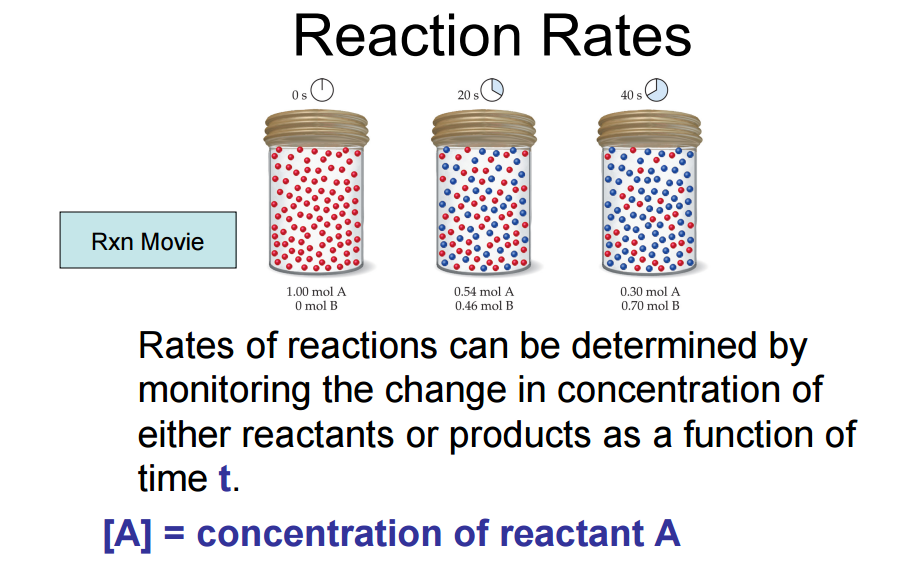 Reaction Rates
0 s
20 s
40 s
Rxn Movie
1.00 mol A
0 mol B
0.54 mol A
0.46 mol B
0.30 mol A
0.70 mol B
Rates of reactions can be determined by
monitoring the change in concentration of
either reactants or products as a function of
time t.
[A] = concentration of reactant A